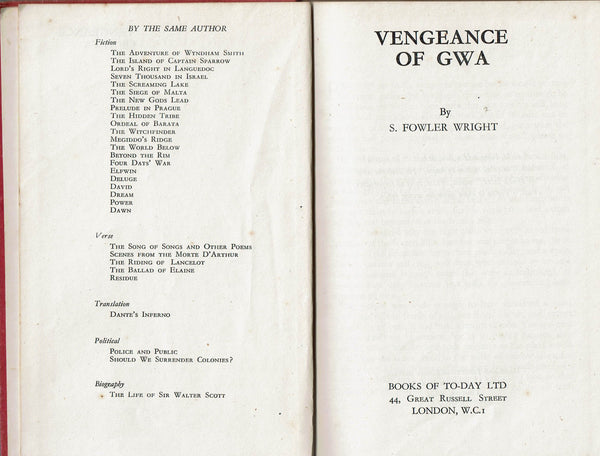 BY THE SAME AUTHOR
Fiction
The Adventure of Wyndham Smith
The Island of Captain Sparrow
Lord's Right in Languedoc
Seven Thousand in Israel
The Screaming Lake
The Siege of Malta
The New Gods Lead
Prelude in Prague
The Hidden Tribe
Ordeal of Barata
The Witchfinder
Megiddo's Ridge
The World Below
Beyond the Rim
Four Days' War
Elfwin
Deluge
David
Dream
Power
Dawn
Verse
The Song of Songs and Other Poems
Scenes from the Morte D'Arthur
The Riding of Lancelot
The Ballad of Elaine
Residue
Translation
Dante's Inferno
Political
Police and Public
Should We Surrender Colonies?
Biography
The Life of Sir Walter Scott
VENGEANCE
OF GWA
By
S. FOWLER WRIGHT
BOOKS OF TO-DAY LTD
44, Great Russell Street
LONDON, W.C.1